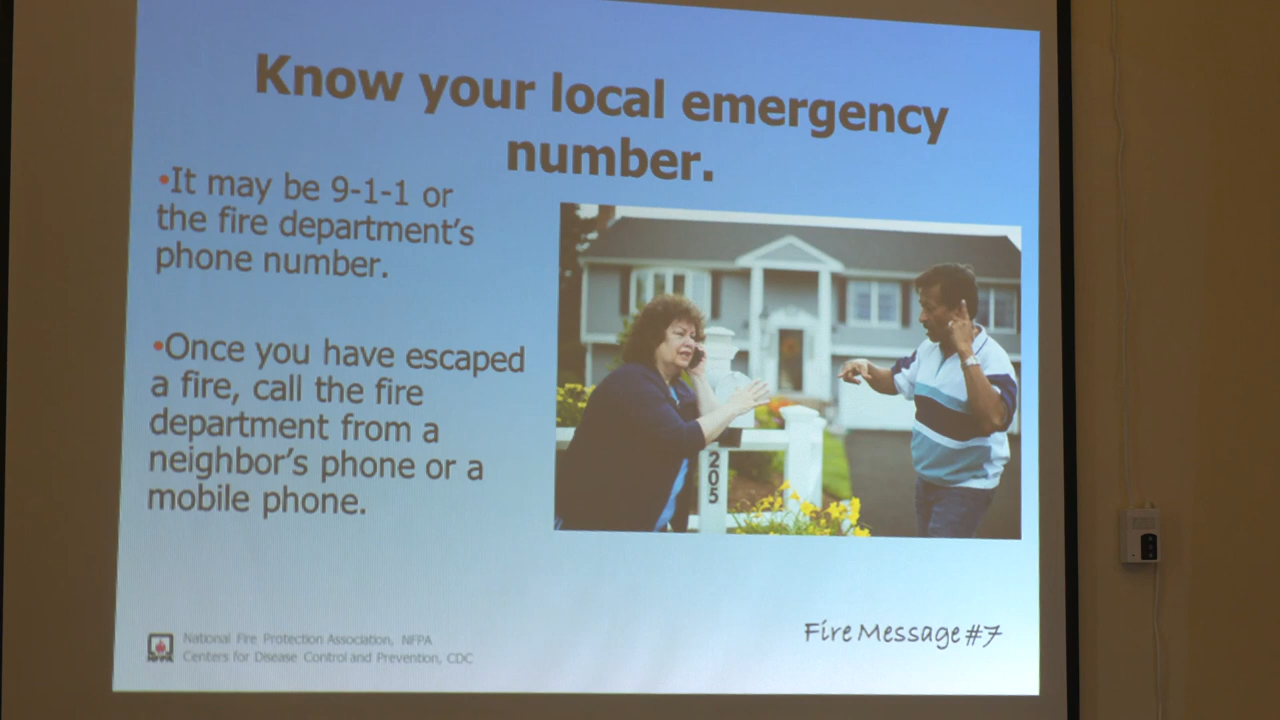 Know your local emergency
number.
•It may be 9-1-1 or
the fire department's
phone number.
•Once you have escaped
a fire, call the fire
department from a
neighbor's phone or a
mobile phone.
205
National Fire Protection Association, NFPA
Centers for Disease Control and Prevention, CDC
NFPA
Fire Message #7